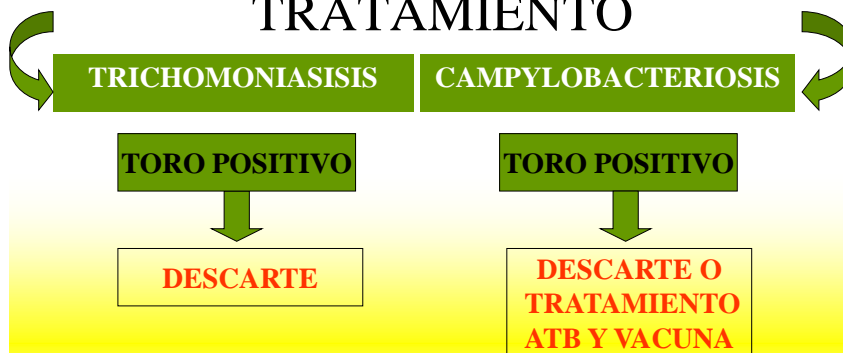 TRATAMIENTO
TRICHOMONIASISIS
CAMPYLOBACTERIOSIS
TORO POSITIVO
TORO POSITIVO
DESCARTE
DESCARTE O
TRATAMIENTO
ATB Y VACUNA